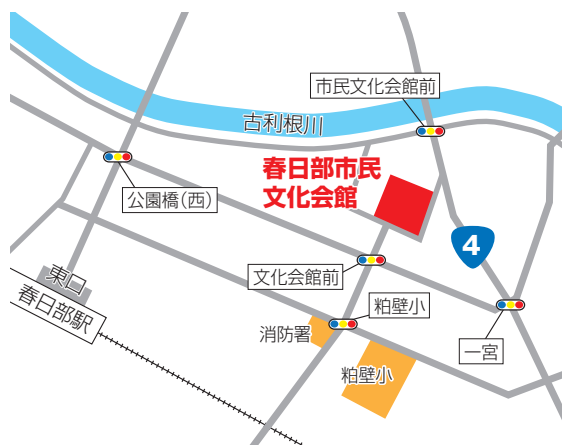 市民文化会館前
古利根川
春日部市民
文化会館
公園橋(西)
4
文化会館前
東口
春日部駅
粕壁小
消防署
一宮
粕壁小